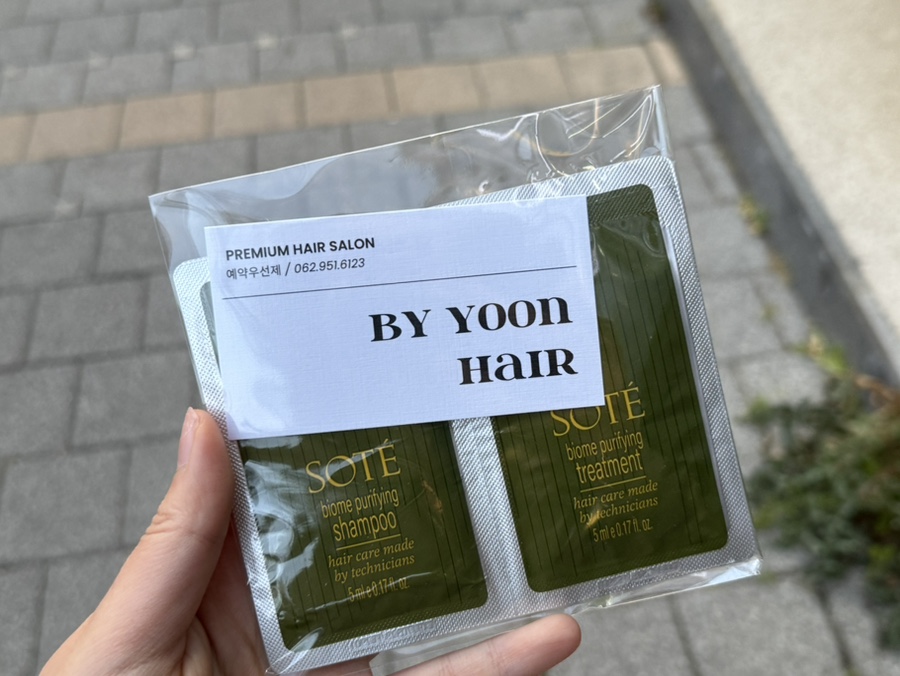 PREMIUM HAIR SALON
예약우선제 / 062.951.6123
BY YOON
HAIR
SOTÉ
biome purifying
shampoo
hair care made
by technicians
5 ml e 0.17 fl. oz.
SOTÉ
biome purifying
treatment
hair care made
by technicians
5 ml e 0.17 fl. oz.